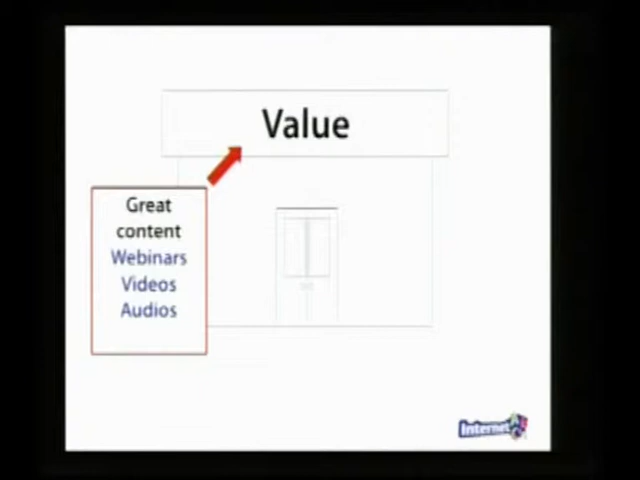 Value
Great
content
Webinars
Videos
Audios
Internet